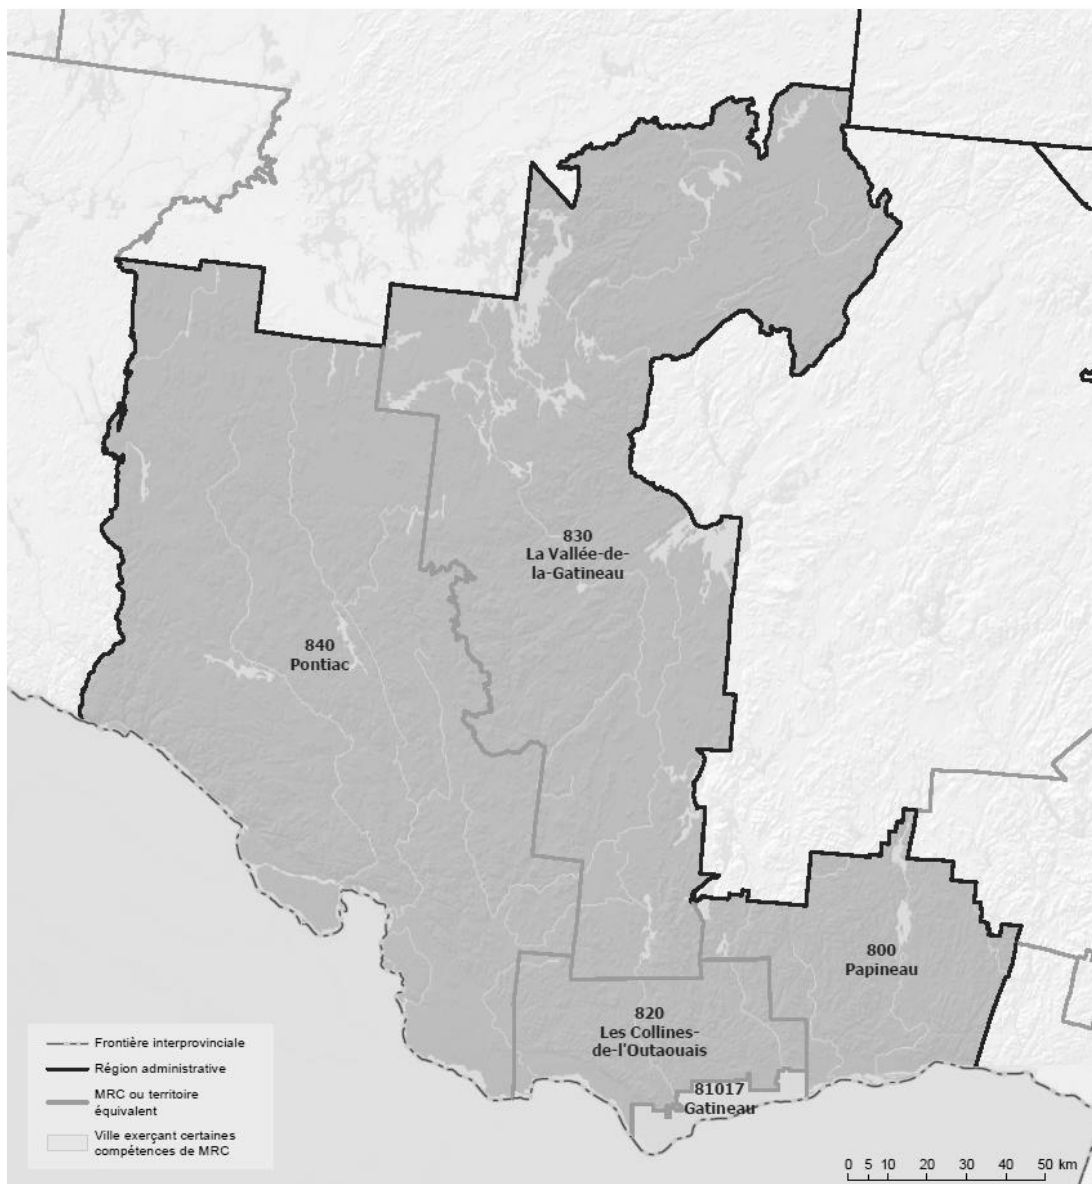 830
La Vallée-de-
la-Gatineau
840
Pontiac
800
Papineau
820
Les Collines-
de-l'Outaouais
81017
Gatineau
Frontière interprovinciale
Région administrative
MRC ou territoire
équivalent
Ville exerçant certaines
compétences de MRC
0 5 10 20 30 40 50 km